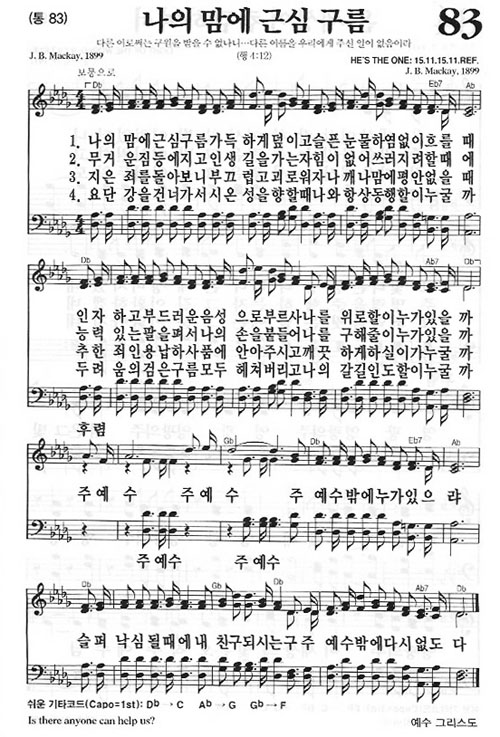 (통 83)
나의 맘에 근심 구름
83
다른 이로써는 구원을 받을 수 없나니…다른 이름을 우리에게 주신 일이 없음이라
J. B. Mackay, 1899
(행 4:12)
HE'S THE ONE: 15.11.15.11.REF.
J. B. Mackay, 1899
보통으로
Db Eb7 Ab
1. 나의 맘에근심구름가득 하게덮이고슬픈눈물하염없이흐를 때
2. 무거 운짐등에지고인생 길을가는자힘이없어쓰러지려할때 에
3. 지은 죄를돌아보니부끄 럽고괴로워자나깨나맘에평안없을 때
4. 요단 강을건너가서시온 성을향할때나와항상동행할이누굴 까
Db Ab7 Db
인자 하고부드러운음성 으로부르사나를 위로할이누가있을 까
능력 있는팔을펴서나의 손을붙들어나를 구해줄이누가있을 까
추한 죄인용납하사품에 안아주시고깨끗 하게하실이가누굴 까
두려 움의검은구름모두 헤쳐버리고나의 갈길인도할이누굴 까
후렴
Gb Db Eb7 Ab
주예수 주예수 주 예수밖에누가있으 랴
주예수 주예수
Db Gb Db Ab7 Db
슬퍼 낙심될때에내 친구되시는구주 예수밖에다시없도 다
쉬운 기타코드(Capo=1st): Db→C Ab→G Gb→F
Is there anyone can help us?
예수 그리스도